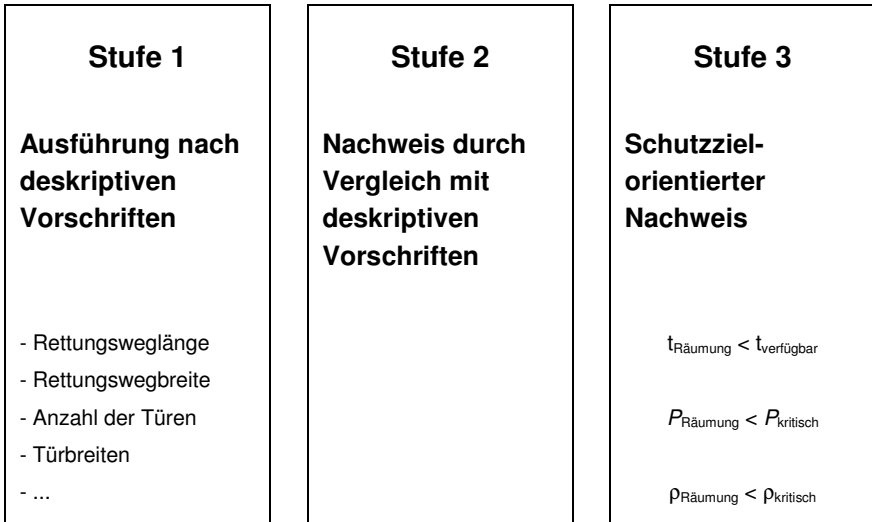 Stufe 1
Ausführung nach
deskriptiven
Vorschriften
- Rettungsweglänge
- Rettungswegbreite
- Anzahl der Türen
- Türbreiten
- ...
Stufe 2
Nachweis durch
Vergleich mit
deskriptiven
Vorschriften
Stufe 3
Schutzziel-
orientierter
Nachweis
tRäumung < tverfügbar
PRäumung < Pkritisch
ρRäumung < ρkritisch